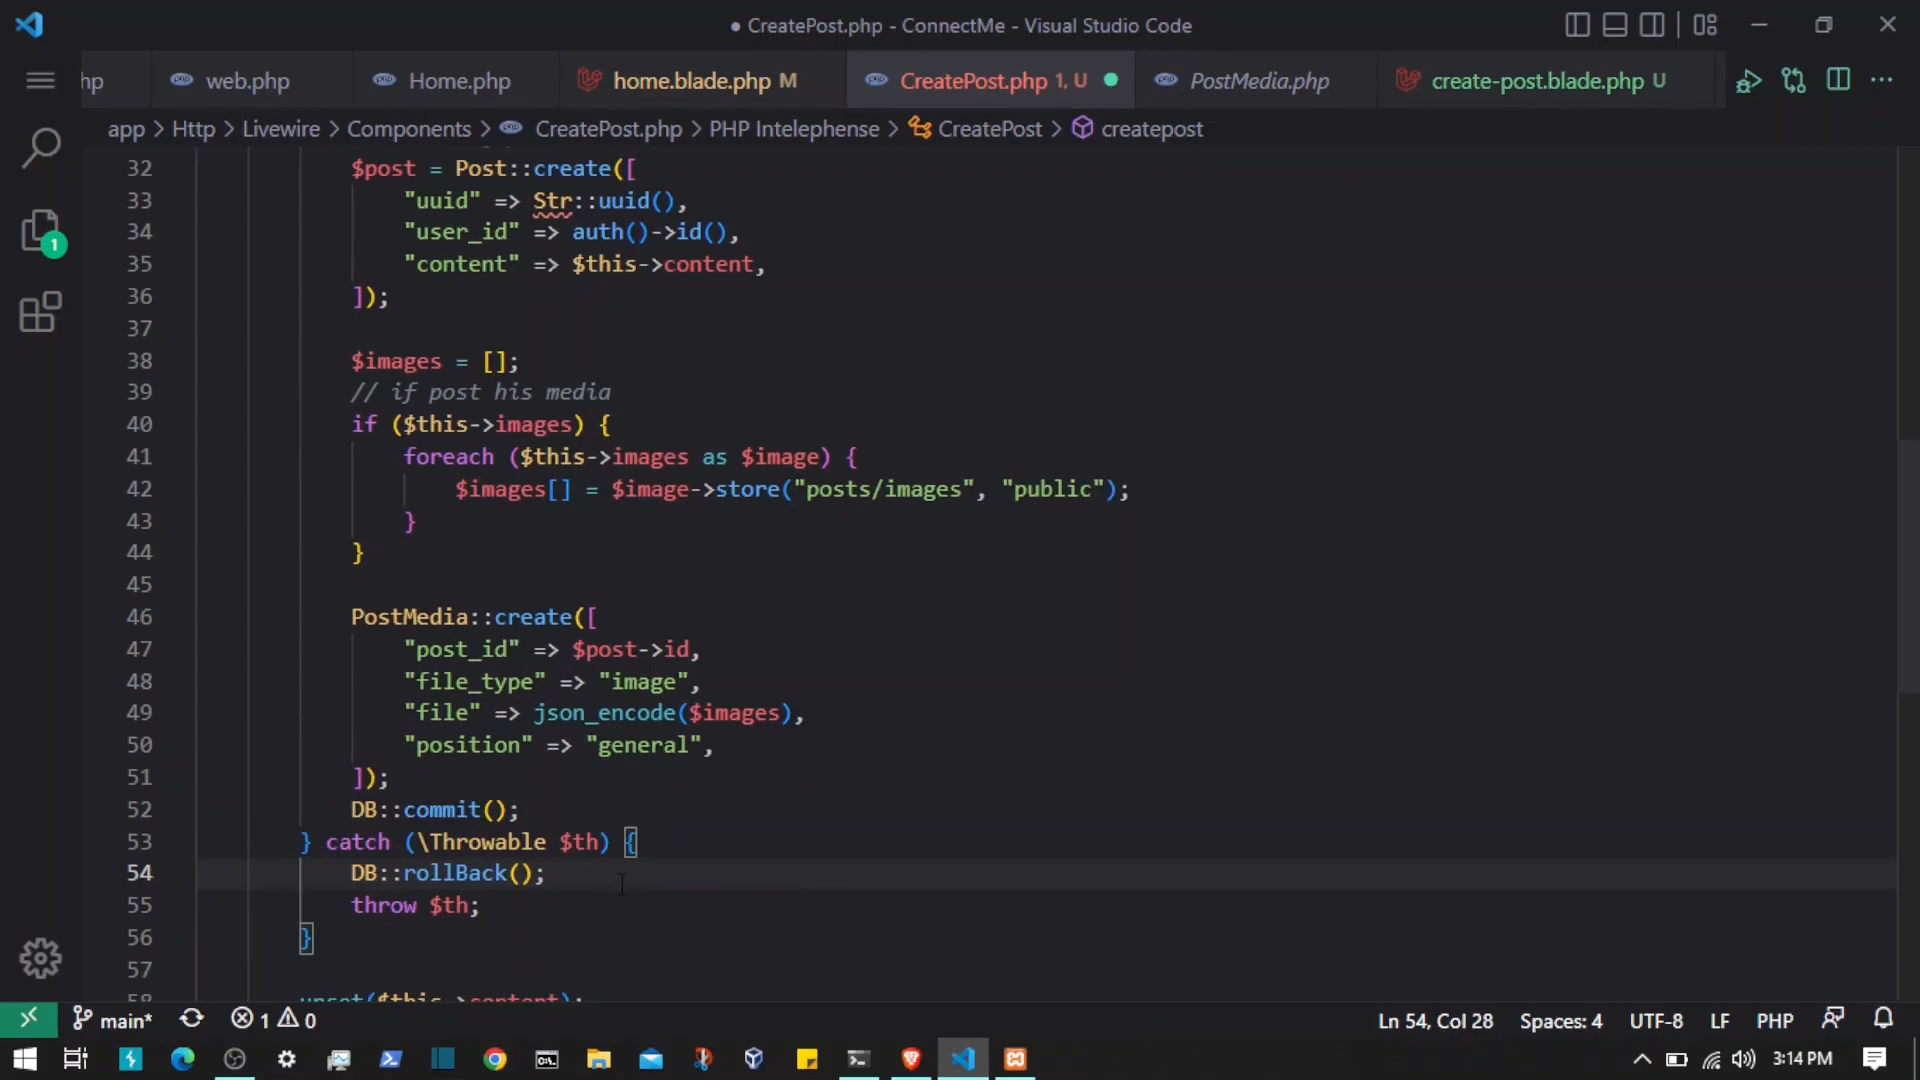 ● CreatePost.php - ConnectMe - Visual Studio Code
hp
web.php
Home.php
home.blade.php M
CreatePost.php 1, U
PostMedia.php
create-post.blade.php U
app > Http > Livewire > Components > CreatePost.php > PHP Intelephense > CreatePost > createpost
32 $post = Post::create([
33 "uuid" => Str::uuid(),
34 "user_id" => auth()->id(),
35 "content" => $this->content,
36 ]);
37
38 $images = [];
39 // if post his media
40 if ($this->images) {
41 foreach ($this->images as $image) {
42 $images[] = $image->store("posts/images", "public");
43 }
44 }
45
46 PostMedia::create([
47 "post_id" => $post->id,
48 "file_type" => "image",
49 "file" => json_encode($images),
50 "position" => "general",
51 ]);
52 DB::commit();
53 } catch (\Throwable $th) {
54 DB::rollBack();
55 throw $th;
56 }
57
58 unset($this->content);
1
main* 1 0
Ln 54, Col 28 Spaces: 4 UTF-8 LF PHP
3:14 PM